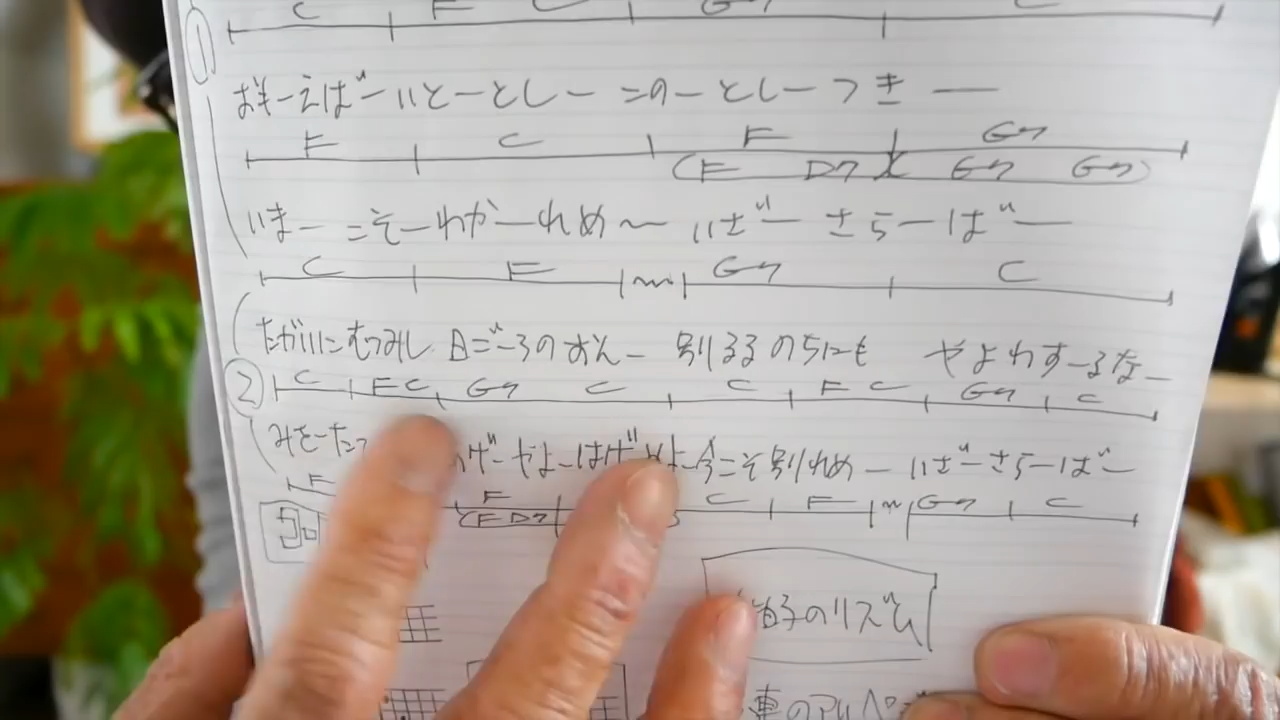 C F C G7 C
①
おもーえばーいとーとしー このーとしーつき ー
F C F G7
(F D7 G7 G7)
いまー こそーわかーれめ〜 いざー さらーばー
C F G7 C
たがいにむつみし 日ごーろのおんー 別るるのちにも やよわすーるなー
② C F C G7 C C F C G7 C
みをーたっ げーやよーはげめよー今こそ別れめー いざーさらーばー
F F C F G7 C
(F D7
子のリズム